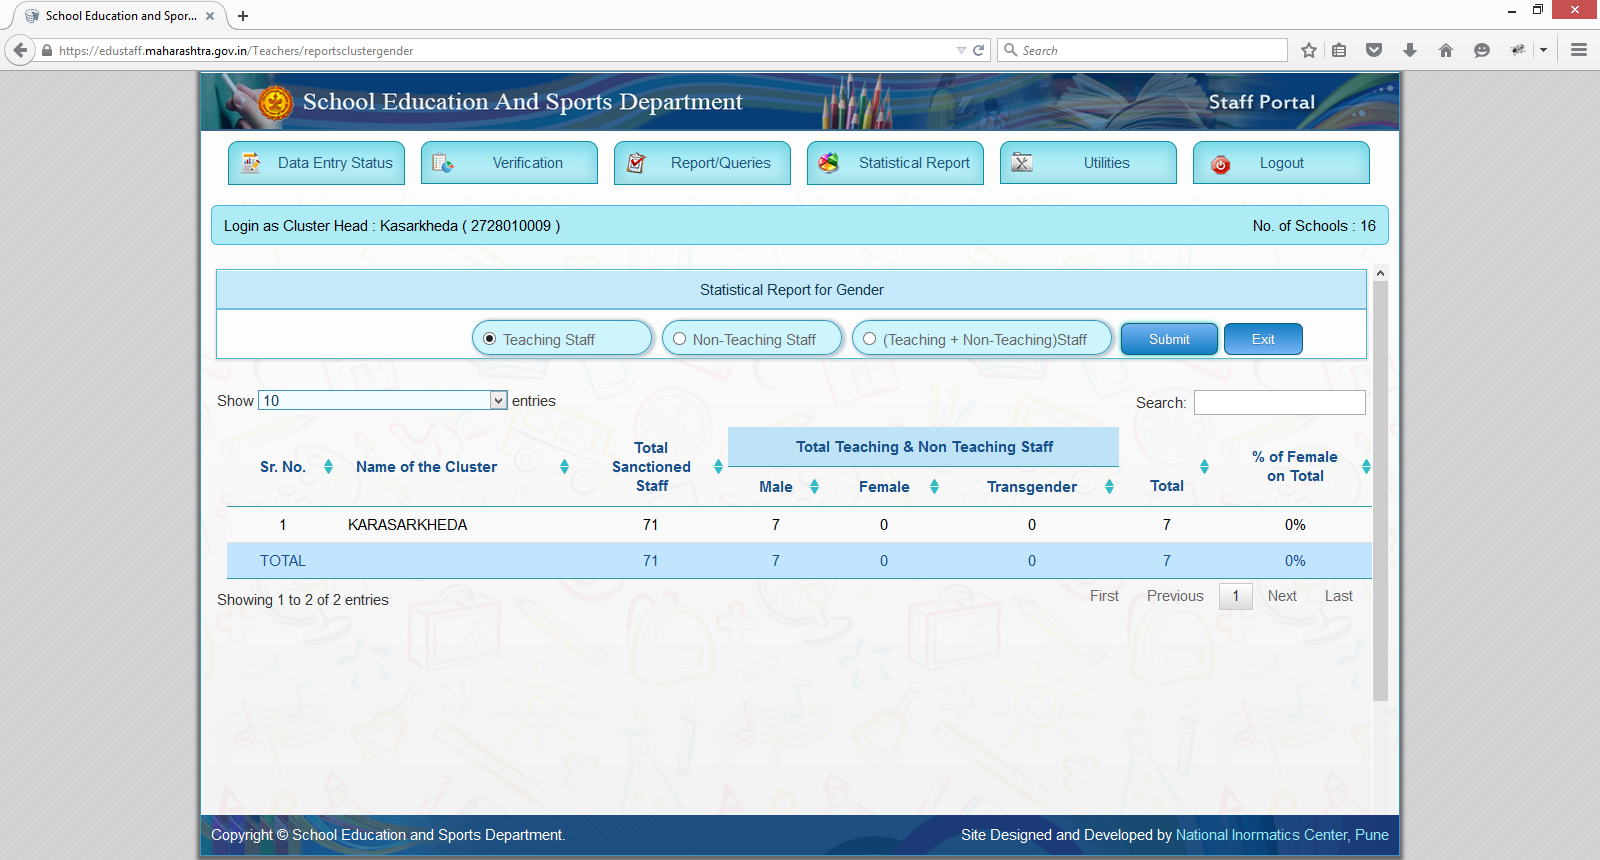 School Education and Spor...
https://edustaff.maharashtra.gov.in/Teachers/reportsclustergender
Search
School Education And Sports Department
Staff Portal
Data Entry Status
Verification
Report/Queries
Statistical Report
Utilities
Logout
Login as Cluster Head : Kasarkheda ( 2728010009 )
No. of Schools : 16
Statistical Report for Gender
Teaching Staff
Non-Teaching Staff
(Teaching + Non-Teaching)Staff
Submit
Exit
Show 10 entries
Search:
Total Teaching & Non Teaching Staff
Sr. No.
Name of the Cluster
Total
Sanctioned
Staff
Male
Female
Transgender
Total
% of Female
on Total
1 KARASARKHEDA 71 7 0 0 7 0%
TOTAL 71 7 0 0 7 0%
Showing 1 to 2 of 2 entries
First Previous 1 Next Last
Copyright © School Education and Sports Department.
Site Designed and Developed by National Inormatics Center, Pune